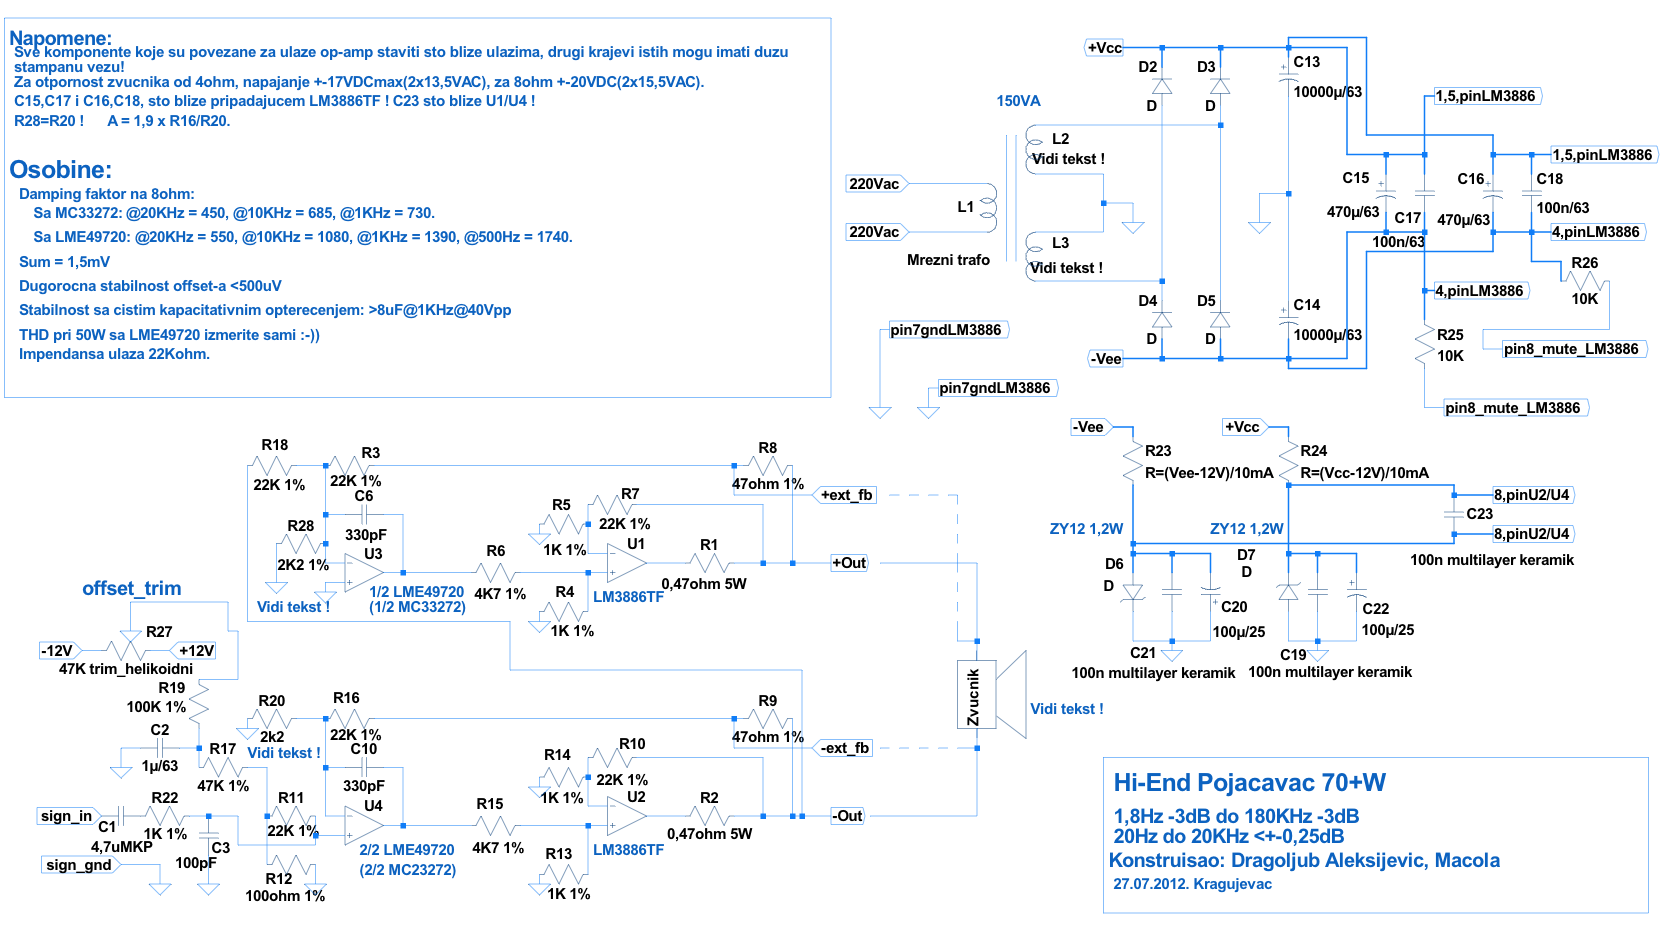 Napomene:
Sve komponente koje su povezane za ulaze op-amp staviti sto blize ulazima, drugi krajevi istih mogu imati duzu
stampanu vezu!
Za otpornost zvucnika od 4ohm, napajanje +-17VDCmax(2x13,5VAC), za 8ohm +-20VDC(2x15,5VAC).
C15,C17 i C16,C18, sto blize pripadajucem LM3886TF ! C23 sto blize U1/U4 !
R28=R20 ! A = 1,9 x R16/R20.
Osobine:
Damping faktor na 8ohm:
Sa MC33272: @20KHz = 450, @10KHz = 685, @1KHz = 730.
Sa LME49720: @20KHz = 550, @10KHz = 1080, @1KHz = 1390, @500Hz = 1740.
Sum = 1,5mV
Dugorocna stabilnost offset-a <500uV
Stabilnost sa cistim kapacitativnim opterecenjem: >8uF@1KHz@40Vpp
THD pri 50W sa LME49720 izmerite sami :-))
Impendansa ulaza 22Kohm.
+Vcc
D2
D
D3
D
C13
10000µ/63
150VA
L2
Vidi tekst !
220Vac
L1
220Vac
L3
Vidi tekst !
Mrezni trafo
D4
D
D5
D
C14
10000µ/63
-Vee
1,5,pinLM3886
1,5,pinLM3886
C15
470µ/63
C17
100n/63
C16
470µ/63
C18
100n/63
4,pinLM3886
R26
10K
4,pinLM3886
R25
10K
pin8_mute_LM3886
pin8_mute_LM3886
pin7gndLM3886
pin7gndLM3886
-Vee
+Vcc
R23
R=(Vee-12V)/10mA
R24
R=(Vcc-12V)/10mA
8,pinU2/U4
C23
8,pinU2/U4
100n multilayer keramik
ZY12 1,2W
ZY12 1,2W
D6
D
D7
D
C20
100µ/25
C22
100µ/25
C21
100n multilayer keramik
C19
100n multilayer keramik
R18
22K 1%
R3
22K 1%
C6
330pF
R28
2K2 1%
U3
Vidi tekst !
1/2 LME49720
(1/2 MC33272)
R6
4K7 1%
R5
1K 1%
R7
22K 1%
R4
1K 1%
U1
LM3886TF
R1
0,47ohm 5W
R8
47ohm 1%
+ext_fb
+Out
offset_trim
R27
-12V
+12V
47K trim_helikoidni
R19
100K 1%
C2
1µ/63
R17
47K 1%
R20
2k2
Vidi tekst !
R16
22K 1%
C10
330pF
sign_in
C1
4,7uMKP
R22
1K 1%
C3
100pF
R11
22K 1%
R12
100ohm 1%
sign_gnd
U4
2/2 LME49720
(2/2 MC23272)
R15
4K7 1%
R14
1K 1%
R10
22K 1%
R13
1K 1%
U2
LM3886TF
R2
0,47ohm 5W
R9
47ohm 1%
-ext_fb
-Out
Zvucnik
Vidi tekst !
Hi-End Pojacavac 70+W
1,8Hz -3dB do 180KHz -3dB
20Hz do 20KHz <+-0,25dB
Konstruisao: Dragoljub Aleksijevic, Macola
27.07.2012. Kragujevac